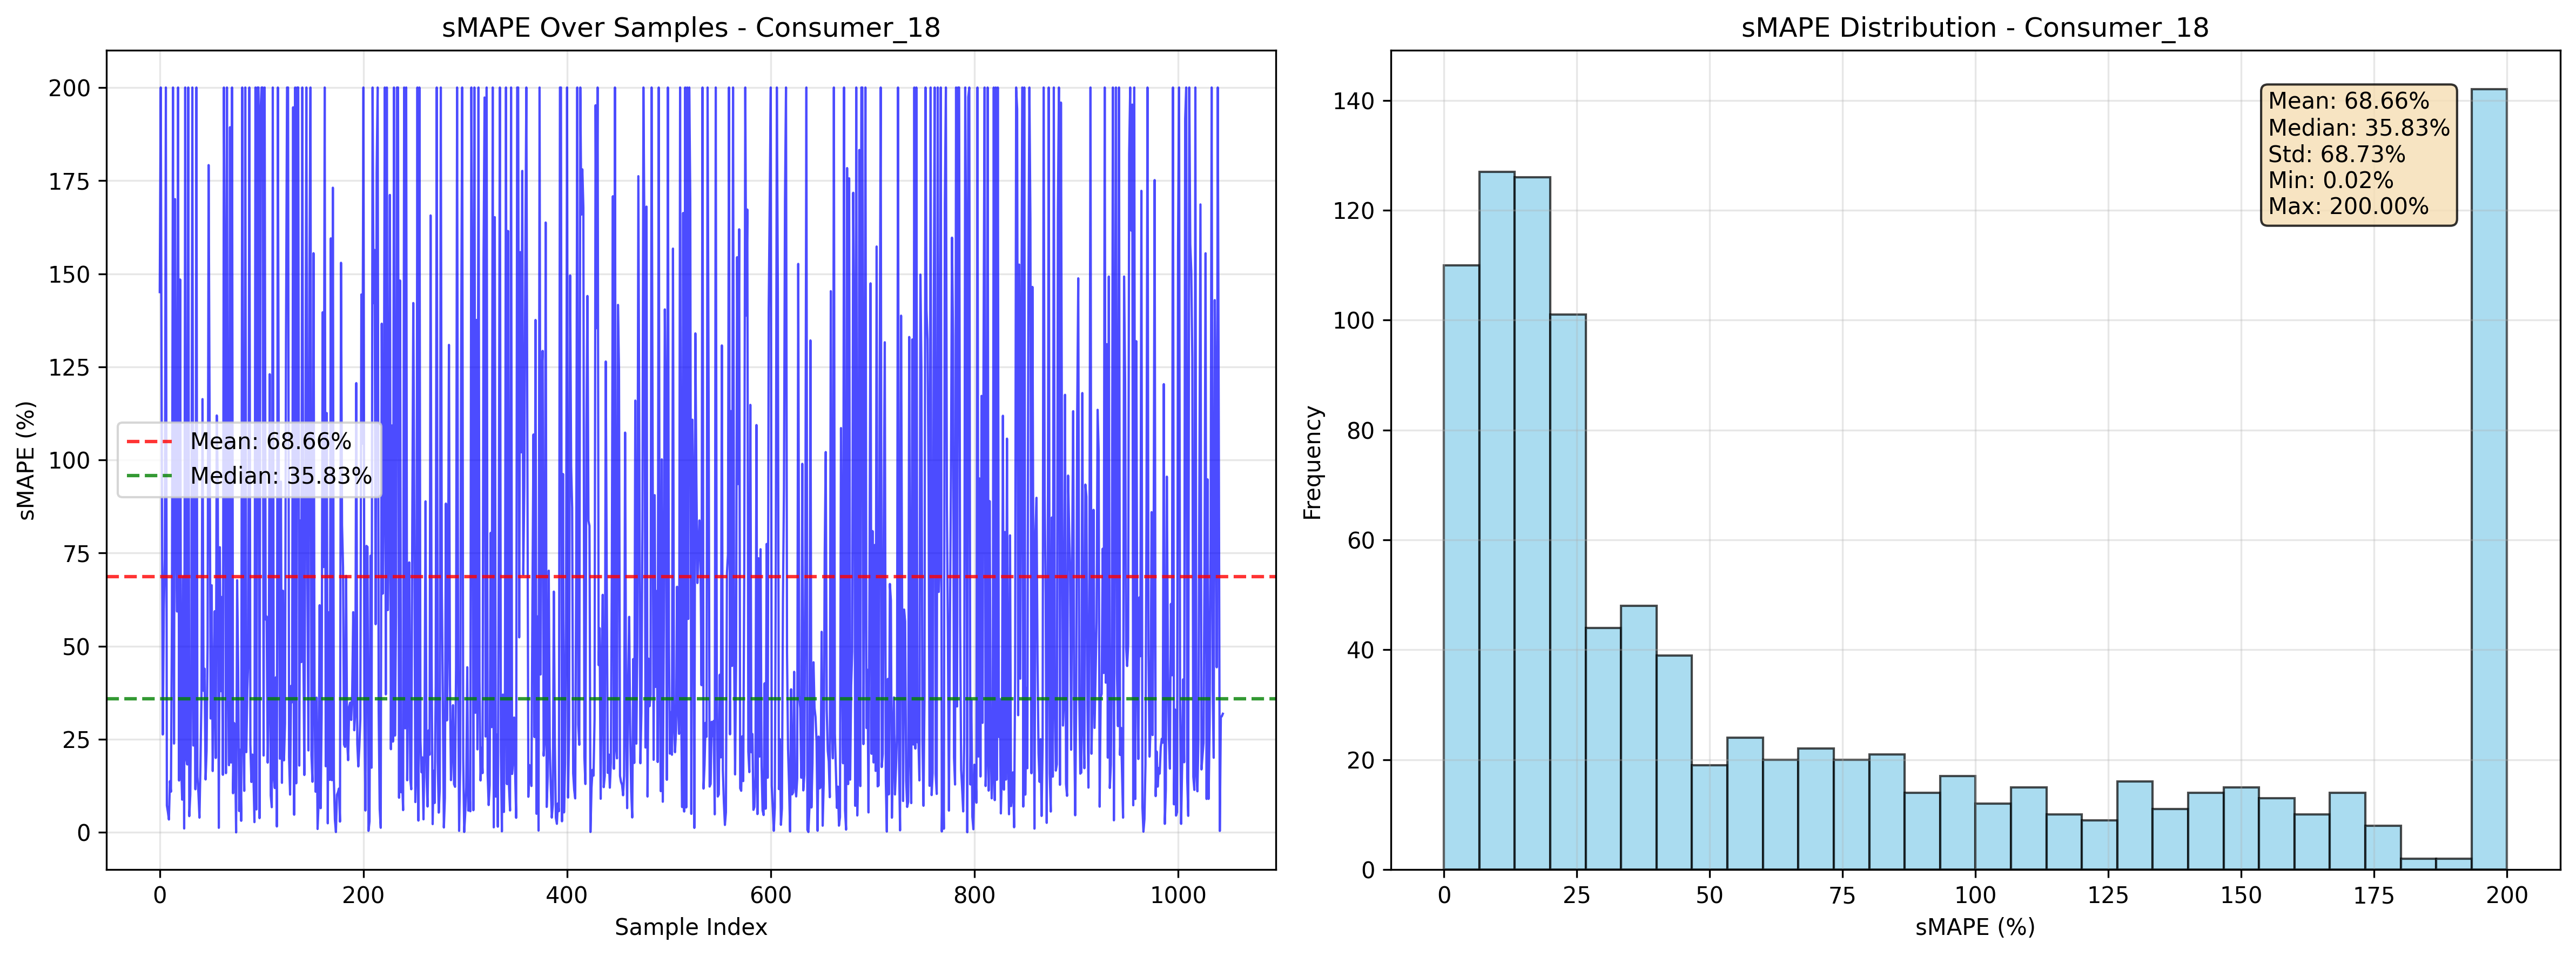 sMAPE Over Samples - Consumer_18
sMAPE (%)
200
175
150
125
100
75
50
25
0
Mean: 68.66%
Median: 35.83%
0 200 400 600 800 1000
Sample Index
sMAPE Distribution - Consumer_18
Frequency
140
120
100
80
60
40
20
0
Mean: 68.66%
Median: 35.83%
Std: 68.73%
Min: 0.02%
Max: 200.00%
0 25 50 75 100 125 150 175 200
sMAPE (%)